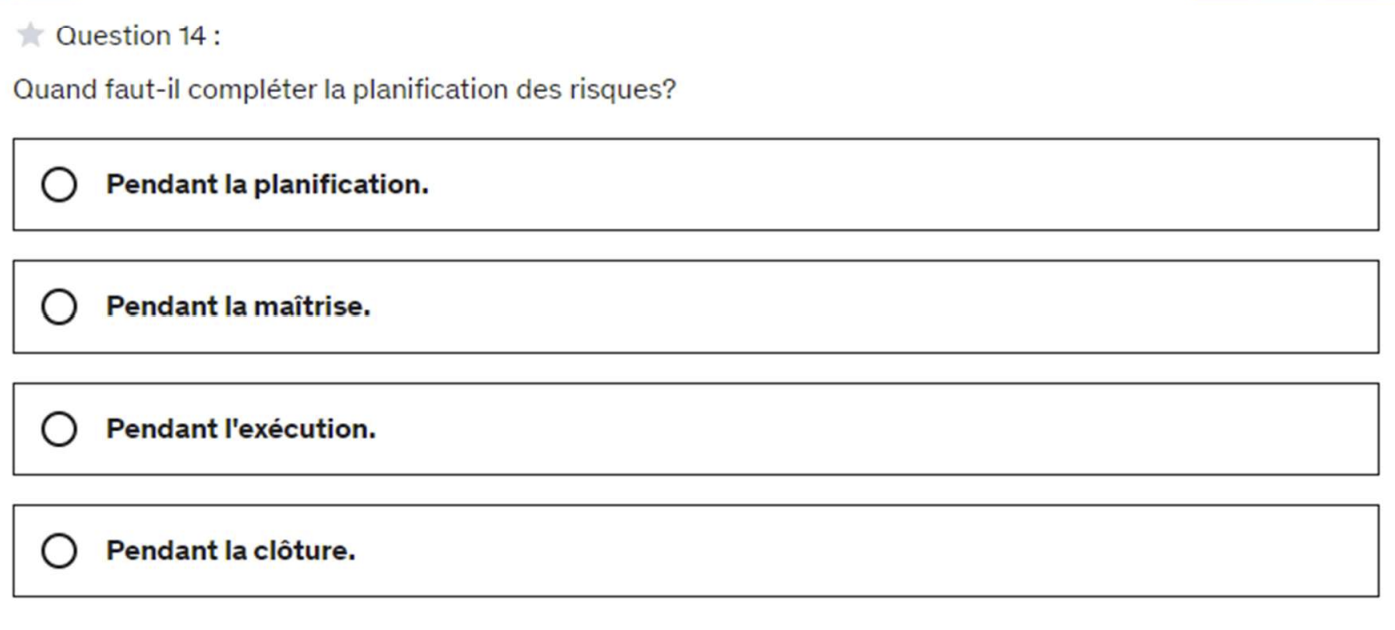 Question 14 :
Quand faut-il compléter la planification des risques?
Pendant la planification.
Pendant la maîtrise.
Pendant l'exécution.
Pendant la clôture.